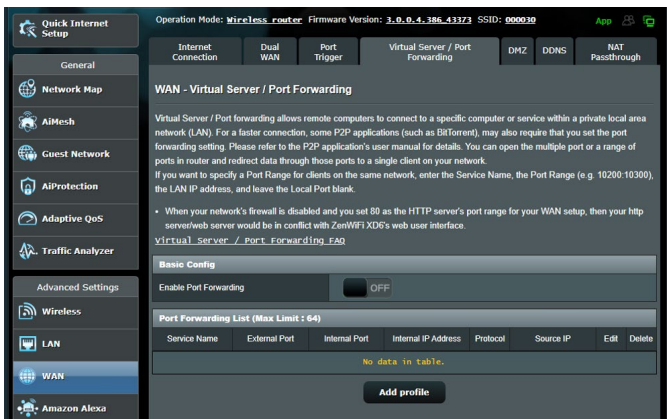 Quick Internet
Setup
General
Network Map
AiMesh
Guest Network
AiProtection
Adaptive QoS
Traffic Analyzer
Advanced Settings
Wireless
LAN
WAN
Amazon Alexa
Operation Mode: Wireless router Firmware Version: 3.0.0.4.386_43373 SSID: 000030 App
Internet
Connection
Dual
WAN
Port
Trigger
Virtual Server / Port
Forwarding
DMZ
DDNS
NAT
Passthrough
WAN - Virtual Server / Port Forwarding
Virtual Server / Port forwarding allows remote computers to connect to a specific computer or service within a private local area
network (LAN). For a faster connection, some P2P applications (such as BitTorrent), may also require that you set the port
forwarding setting. Please refer to the P2P application's user manual for details. You can open the multiple port or a range of
ports in router and redirect data through those ports to a single client on your network.
If you want to specify a Port Range for clients on the same network, enter the Service Name, the Port Range (e.g. 10200:10300),
the LAN IP address, and leave the Local Port blank.
• When your network's firewall is disabled and you set 80 as the HTTP server's port range for your WAN setup, then your http
server/web server would be in conflict with ZenWiFi XD6's web user interface.
Virtual Server / Port Forwarding FAQ
Basic Config
Enable Port Forwarding OFF
Port Forwarding List (Max Limit : 64)
Service Name External Port Internal Port Internal IP Address Protocol Source IP Edit Delete
No data in table.
Add profile